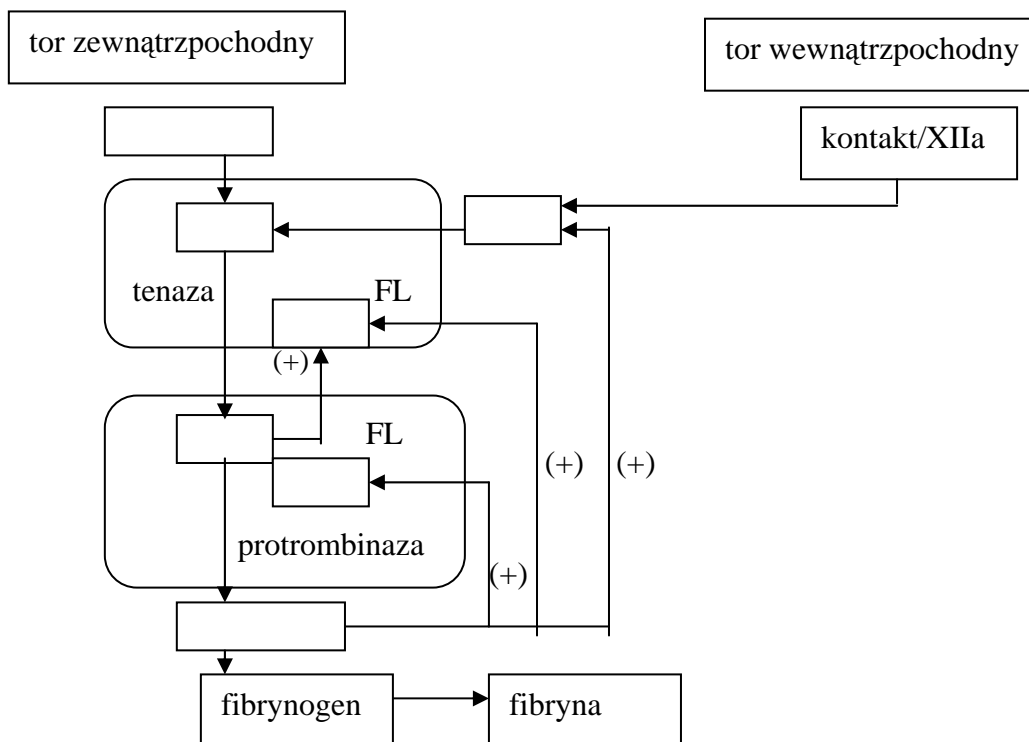 tor zewnątrzpochodny
tor wewnątrzpochodny
kontakt/XIIa
tenaza
FL
(+)
FL
(+)
(+)
protrombinaza
(+)
fibrynogen
fibryna